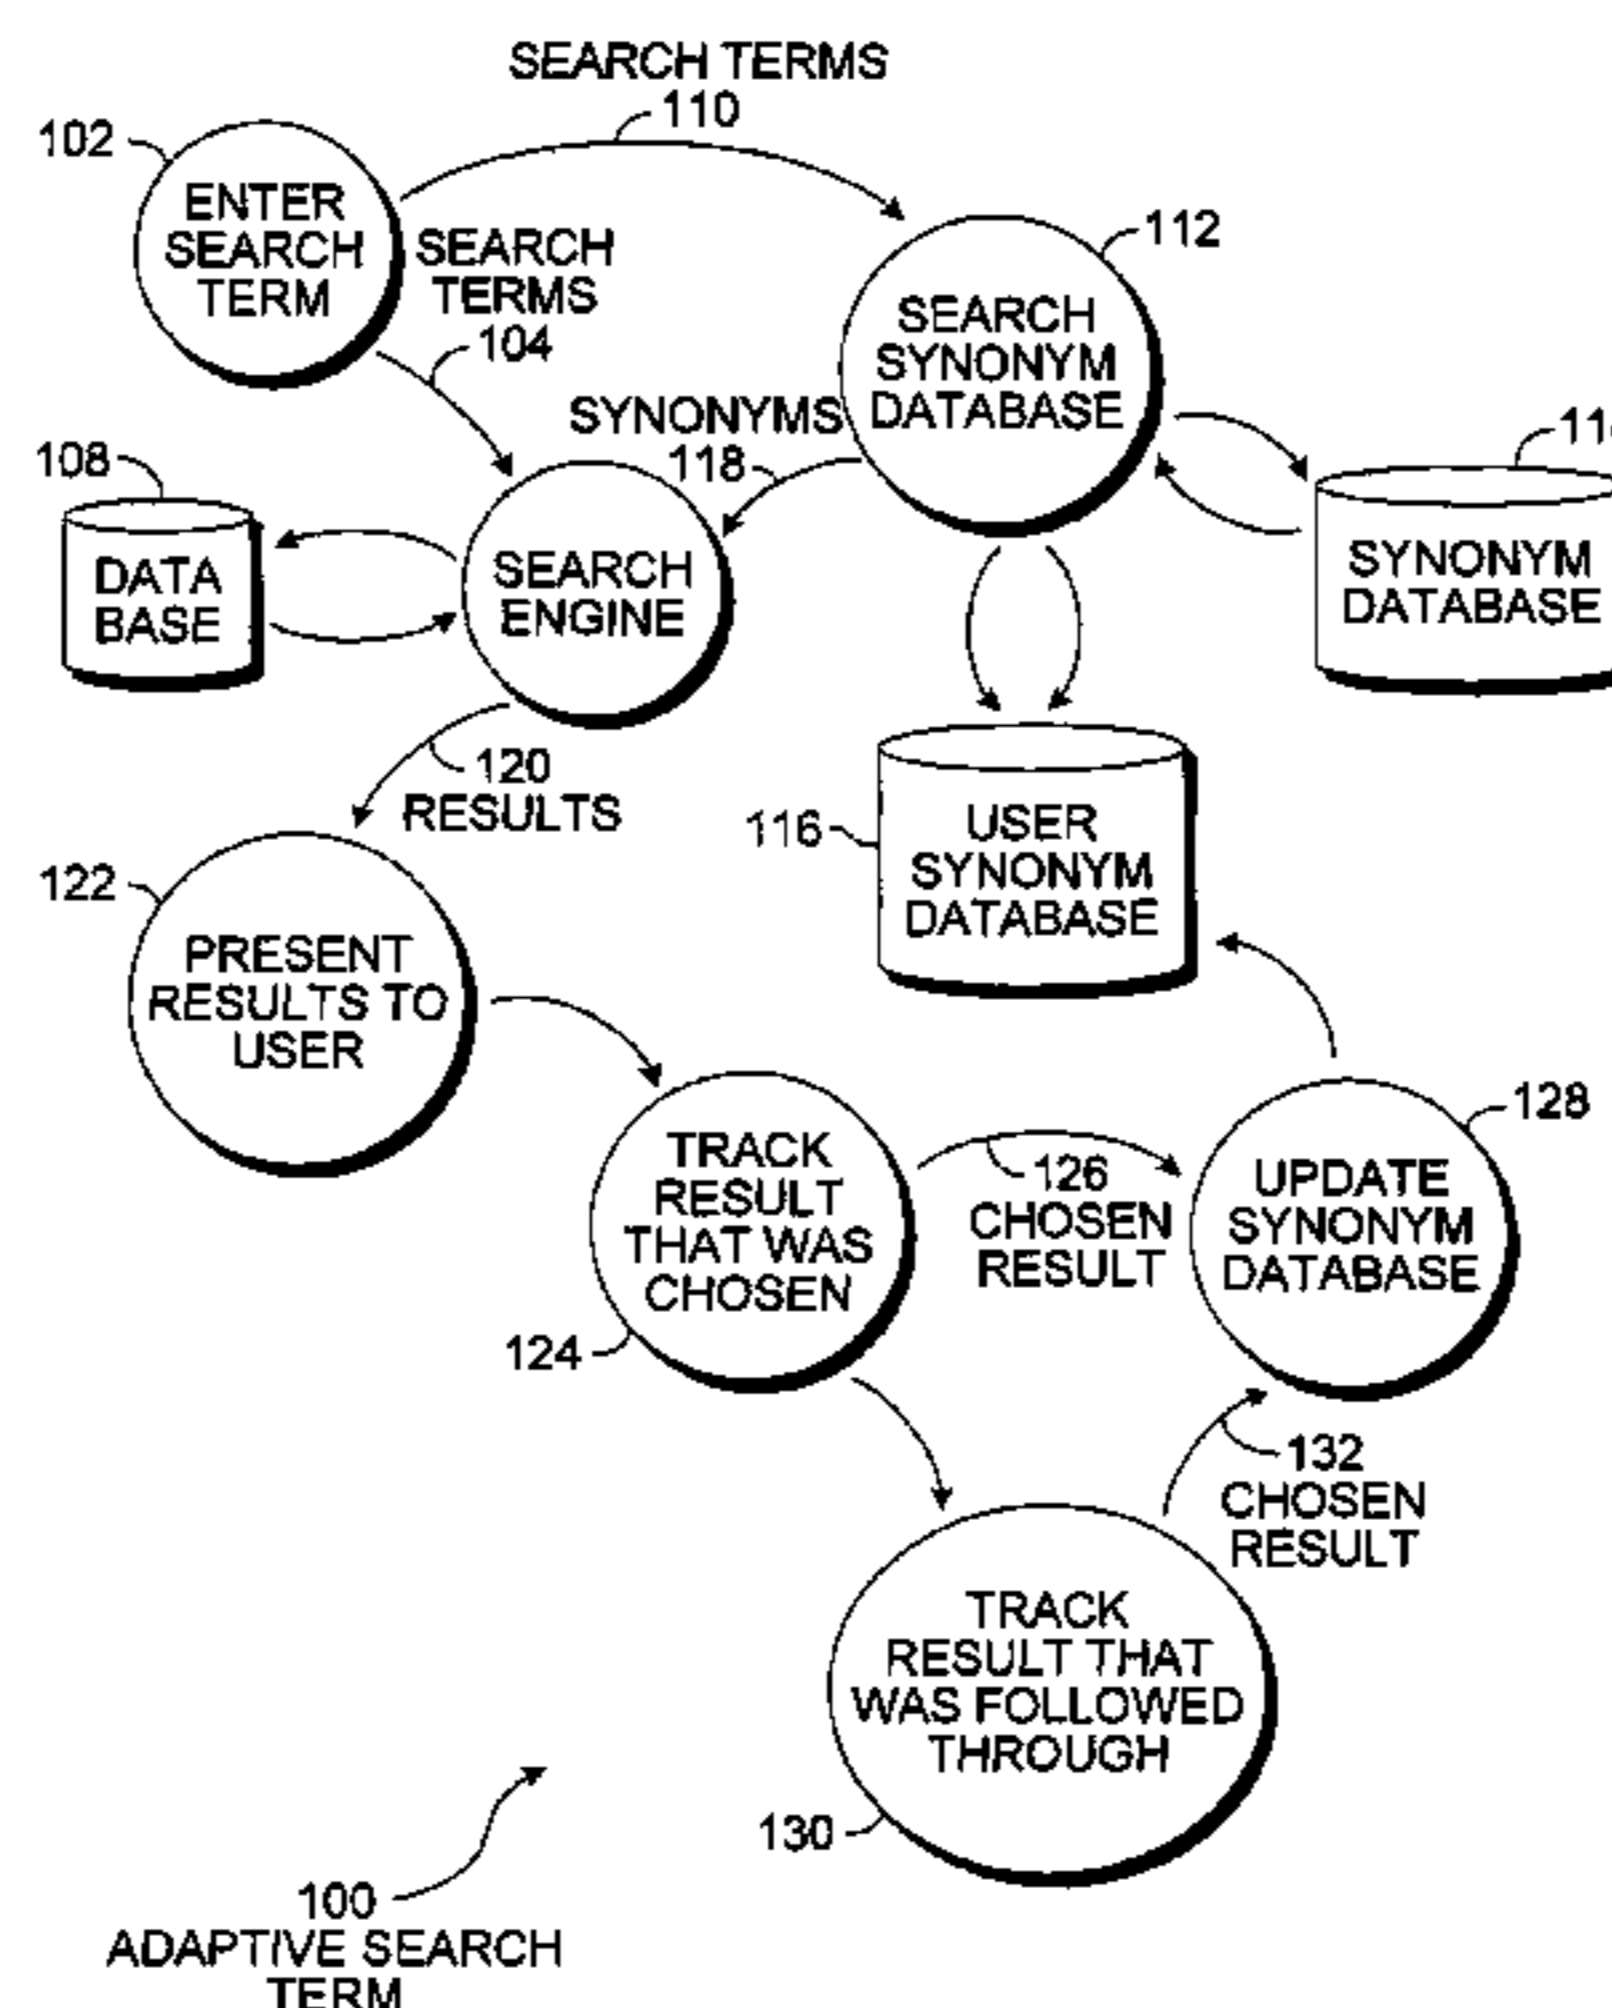 SEARCH TERMS
110
102
ENTER
SEARCH
TERM
SEARCH
TERMS
104
112
SEARCH
SYNONYM
DATABASE
SYNONYMS
118
108
DATA
BASE
SEARCH
ENGINE
SYNONYM
DATABASE
120
RESULTS
116
USER
SYNONYM
DATABASE
122
PRESENT
RESULTS TO
USER
124
TRACK
RESULT
THAT WAS
CHOSEN
126
CHOSEN
RESULT
128
UPDATE
SYNONYM
DATABASE
132
CHOSEN
RESULT
TRACK
RESULT THAT
WAS FOLLOWED
THROUGH
130
100
ADAPTIVE SEARCH
TERM